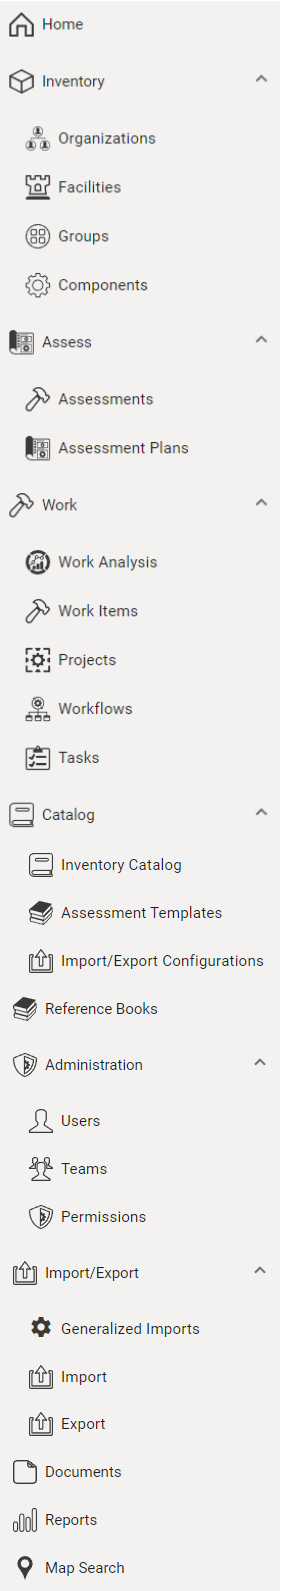 Home
Inventory
Organizations
Facilities
Groups
Components
Assess
Assessments
Assessment Plans
Work
Work Analysis
Work Items
Projects
Workflows
Tasks
Catalog
Inventory Catalog
Assessment Templates
Import/Export Configurations
Reference Books
Administration
Users
Teams
Permissions
Import/Export
Generalized Imports
Import
Export
Documents
Reports
Map Search